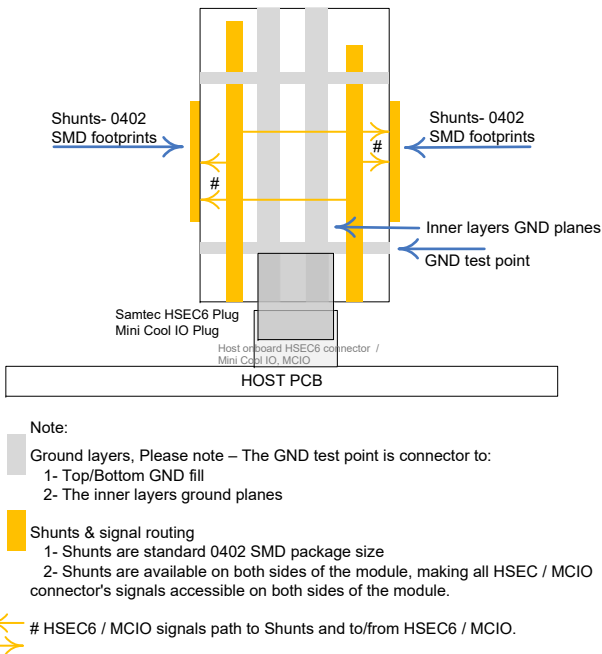 Shunts- 0402
SMD footprints
Shunts- 0402
SMD footprints
#
#
Inner layers GND planes
GND test point
Samtec HSEC6 Plug
Mini Cool IO Plug
Host onboard HSEC6 connector /
Mini Cool IO, MCIO
HOST PCB
Note:
Ground layers, Please note – The GND test point is connector to:
1- Top/Bottom GND fill
2- The inner layers ground planes
Shunts & signal routing
1- Shunts are standard 0402 SMD package size
2- Shunts are available on both sides of the module, making all HSEC / MCIO
connector's signals accessible on both sides of the module.
# HSEC6 / MCIO signals path to Shunts and to/from HSEC6 / MCIO.